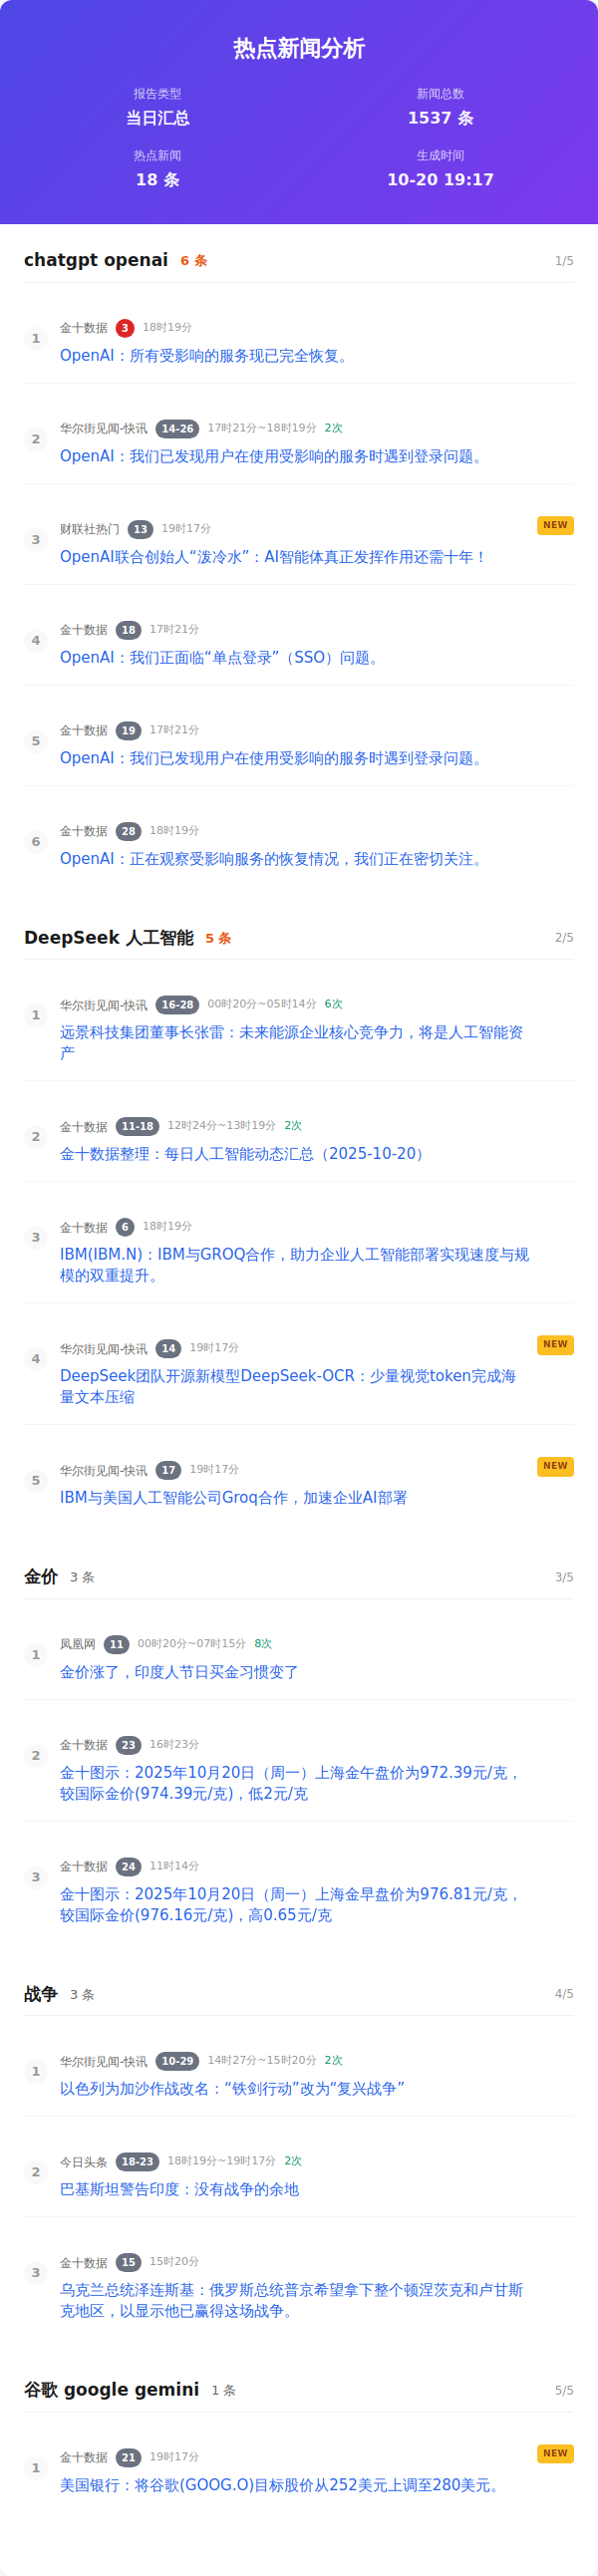 热点新闻分析
报告类型
新闻总数
当日汇总
1537 条
热点新闻
生成时间
18 条
10-20 19:17
chatgpt openai 6 条 1/5
1 金十数据 3 18时19分
OpenAI：所有受影响的服务现已完全恢复。
2 华尔街见闻-快讯 14-26 17时21分~18时19分 2次
OpenAI：我们已发现用户在使用受影响的服务时遇到登录问题。
3 财联社热门 13 19时17分 NEW
OpenAI联合创始人“泼冷水”：AI智能体真正发挥作用还需十年！
4 金十数据 18 17时21分
OpenAI：我们正面临“单点登录”（SSO）问题。
5 金十数据 19 17时21分
OpenAI：我们已发现用户在使用受影响的服务时遇到登录问题。
6 金十数据 28 18时19分
OpenAI：正在观察受影响服务的恢复情况，我们正在密切关注。
DeepSeek 人工智能 5 条 2/5
1 华尔街见闻-快讯 16-28 00时20分~05时14分 6次
远景科技集团董事长张雷：未来能源企业核心竞争力，将是人工智能资
产
2 金十数据 11-18 12时24分~13时19分 2次
金十数据整理：每日人工智能动态汇总（2025-10-20）
3 金十数据 6 18时19分
IBM(IBM.N)：IBM与GROQ合作，助力企业人工智能部署实现速度与规
模的双重提升。
4 华尔街见闻-快讯 14 19时17分 NEW
DeepSeek团队开源新模型DeepSeek-OCR：少量视觉token完成海
量文本压缩
5 华尔街见闻-快讯 17 19时17分 NEW
IBM与美国人工智能公司Groq合作，加速企业AI部署
金价 3 条 3/5
1 凤凰网 11 00时20分~07时15分 8次
金价涨了，印度人节日买金习惯变了
2 金十数据 23 16时23分
金十图示：2025年10月20日（周一）上海金午盘价为972.39元/克，
较国际金价(974.39元/克)，低2元/克
3 金十数据 24 11时14分
金十图示：2025年10月20日（周一）上海金早盘价为976.81元/克，
较国际金价(976.16元/克)，高0.65元/克
战争 3 条 4/5
1 华尔街见闻-快讯 10-29 14时27分~15时20分 2次
以色列为加沙作战改名：“铁剑行动”改为“复兴战争”
2 今日头条 18-23 18时19分~19时17分 2次
巴基斯坦警告印度：没有战争的余地
3 金十数据 15 15时20分
乌克兰总统泽连斯基：俄罗斯总统普京希望拿下整个顿涅茨克和卢甘斯
克地区，以显示他已赢得这场战争。
谷歌 google gemini 1 条 5/5
1 金十数据 21 19时17分 NEW
美国银行：将谷歌(GOOG.O)目标股价从252美元上调至280美元。